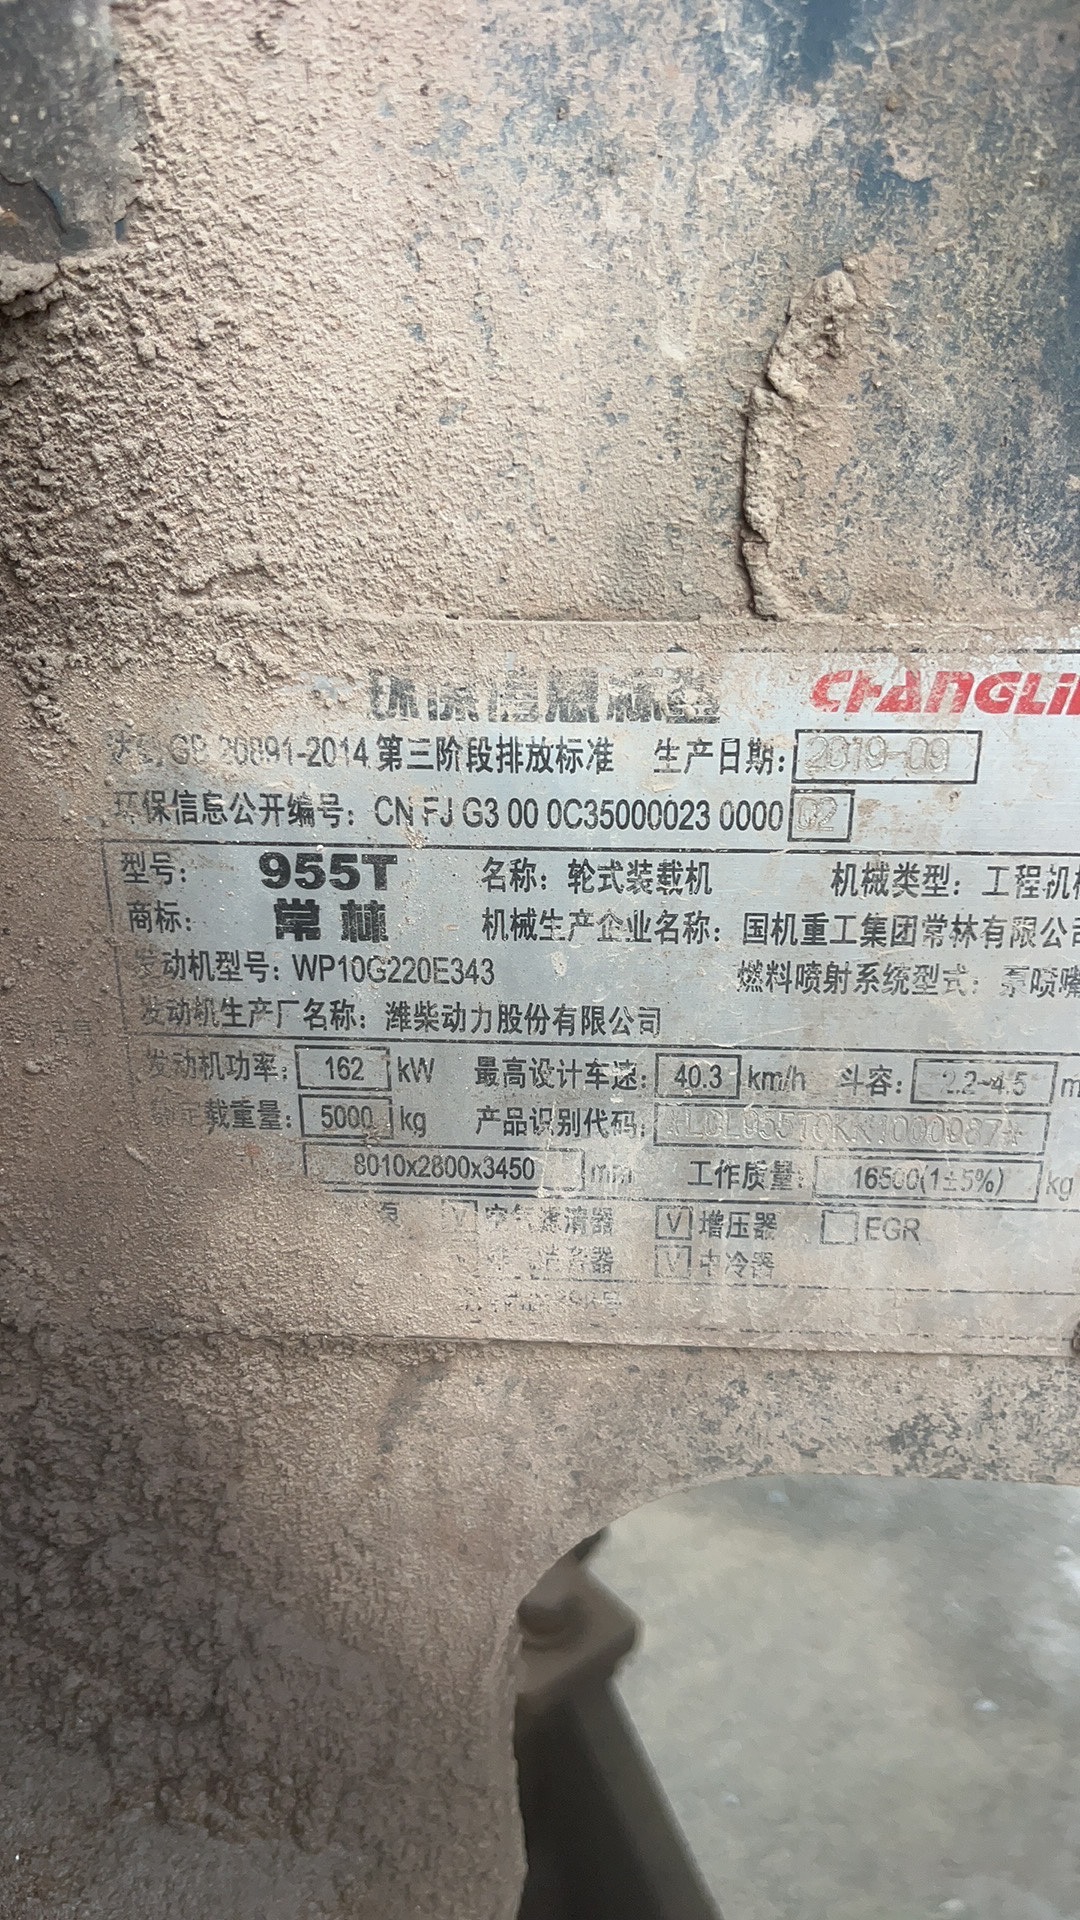 环保信息标签 CHANGLI
GB 20891-2014 第三阶段排放标准 生产日期: 2019-09
环保信息公开编号: CN FJ G3 00 0C35000023 0000 02
型号: 955T 名称: 轮式装载机 机械类型: 工程机械
商标: 常林 机械生产企业名称: 国机重工集团常林有限公司
发动机型号: WP10G220E343 燃料喷射系统型式: 泵喷嘴
发动机生产厂名称: 潍柴动力股份有限公司
发动机功率: 162 kW 最高设计车速: 40.3 km/h 斗容: 2.2-4.5
载重量: 5000 kg 产品识别代码:
8010x2800x3450 mm 工作质量: 16500(1±5%) kg
泵 V 空气滤清器 V 增压器 EGR
V 中冷器